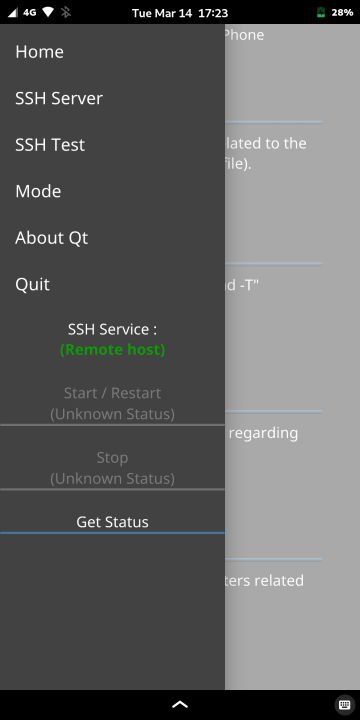 4G Tue Mar 14 17:23 28%
Home
SSH Server
SSH Test
Mode
About Qt
Quit
SSH Service :
(Remote host)
Start / Restart
(Unknown Status)
Stop
(Unknown Status)
Get Status
Phone
lated to the
file).
d -T"
regarding
ters related